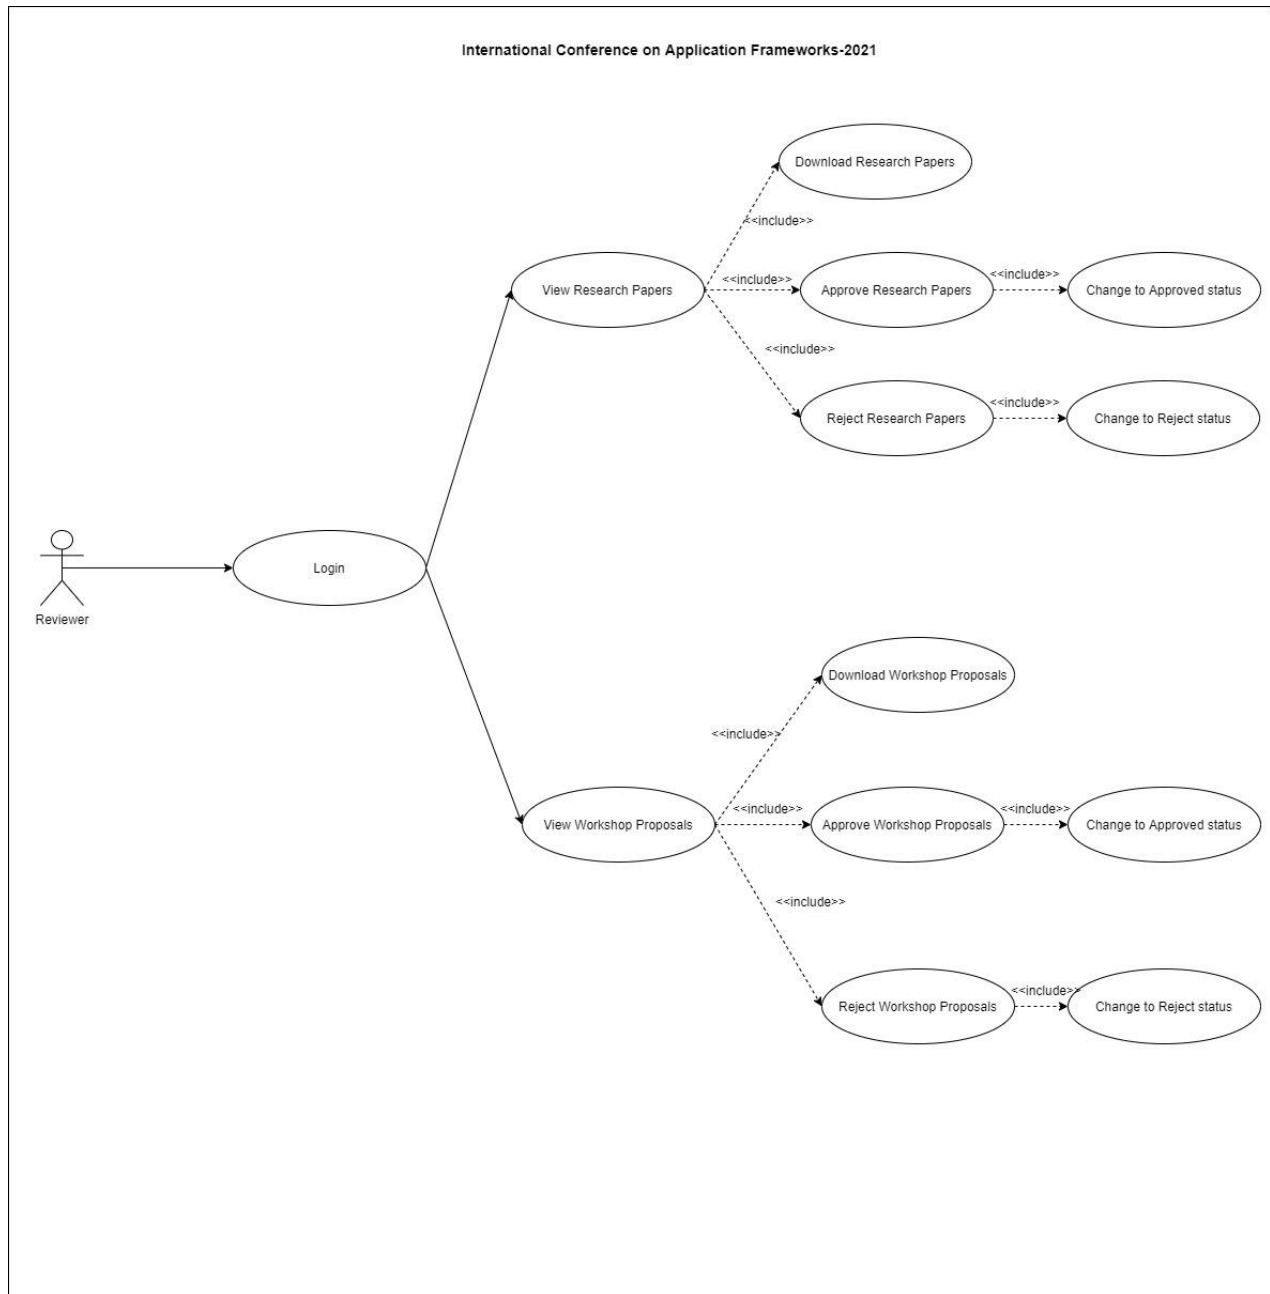 International Conference on Application Frameworks-2021
Download Research Papers
<<include>>
View Research Papers
<<include>>
Approve Research Papers
<<include>>
Change to Approved status
<<include>>
Reject Research Papers
<<include>>
Change to Reject status
Login
Reviewer
Download Workshop Proposals
<<include>>
View Workshop Proposals
<<include>>
Approve Workshop Proposals
<<include>>
Change to Approved status
<<include>>
Reject Workshop Proposals
<<include>>
Change to Reject status